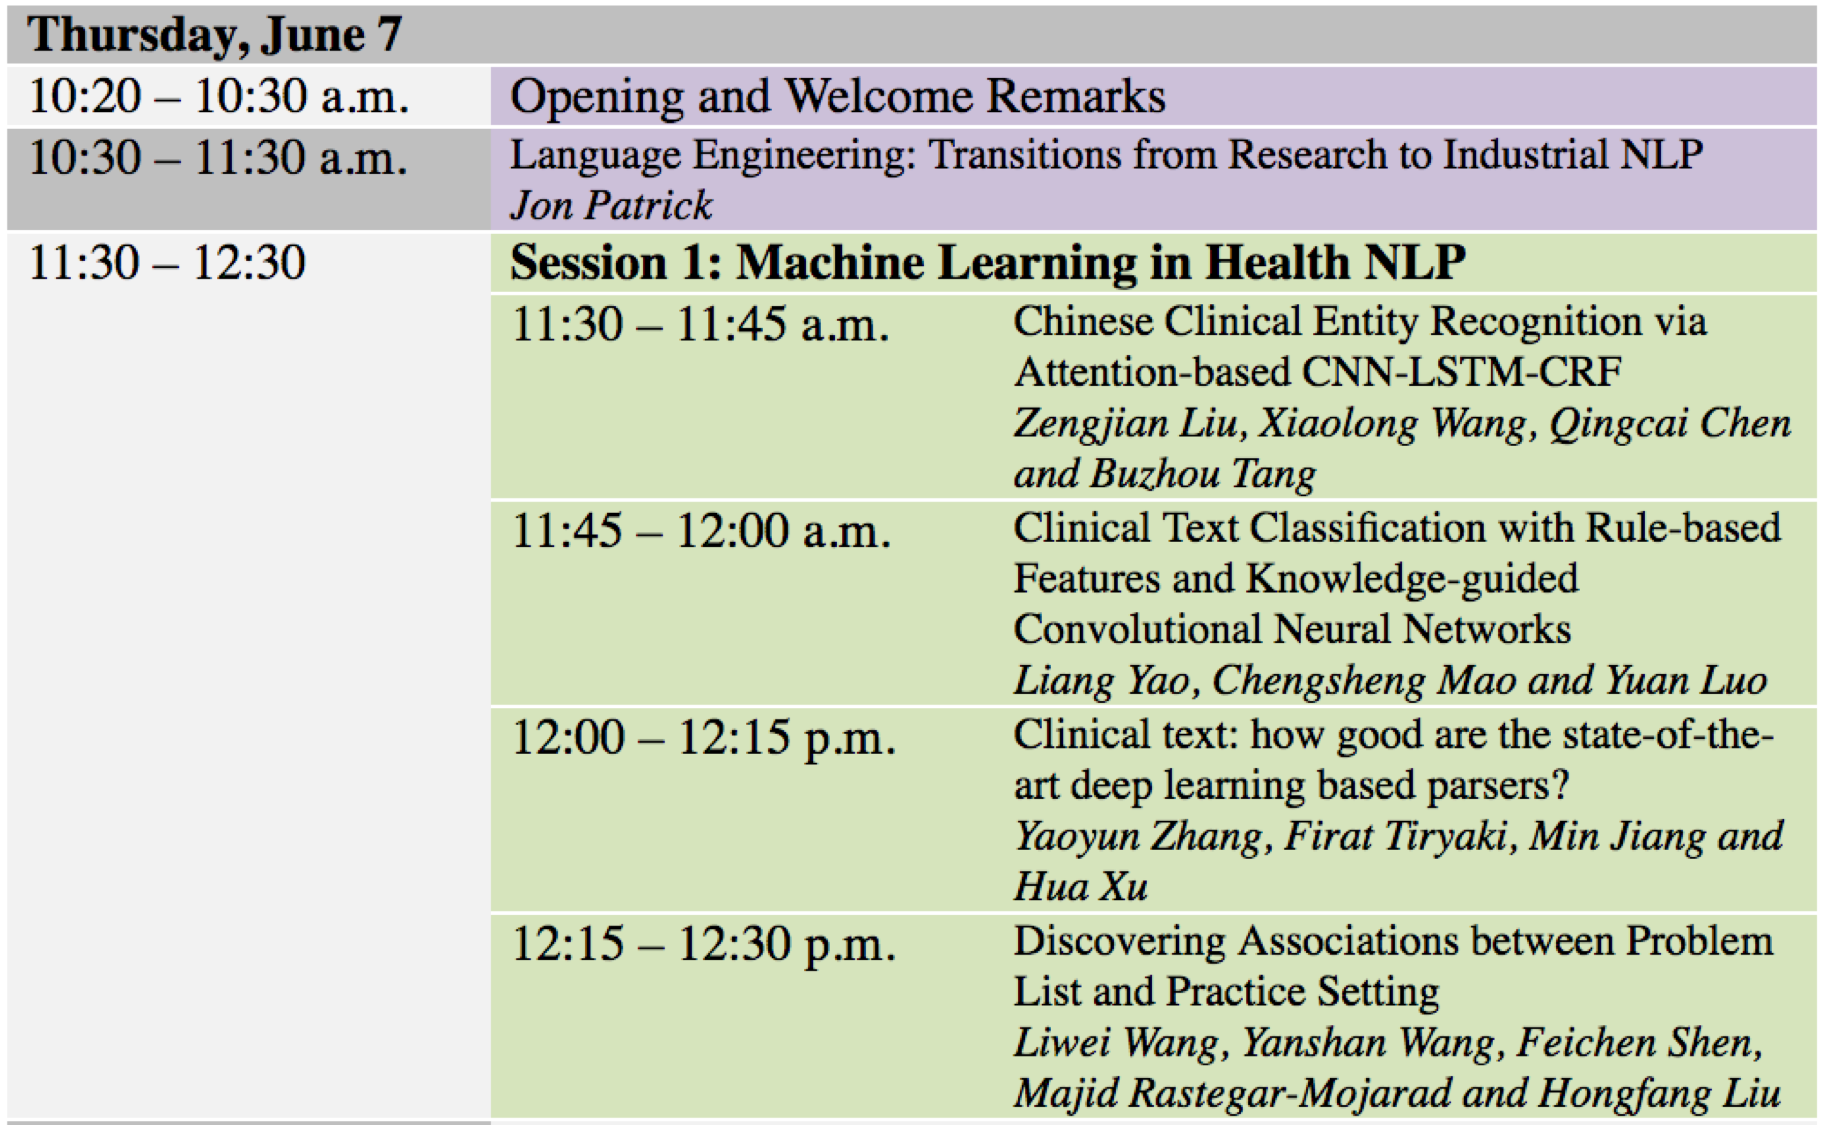 Thursday, June 7
10:20 – 10:30 a.m.
Opening and Welcome Remarks
10:30 – 11:30 a.m.
Language Engineering: Transitions from Research to Industrial NLP
Jon Patrick
11:30 – 12:30
Session 1: Machine Learning in Health NLP
11:30 – 11:45 a.m.
Chinese Clinical Entity Recognition via
Attention-based CNN-LSTM-CRF
Zengjian Liu, Xiaolong Wang, Qingcai Chen
and Buzhou Tang
11:45 – 12:00 a.m.
Clinical Text Classification with Rule-based
Features and Knowledge-guided
Convolutional Neural Networks
Liang Yao, Chengsheng Mao and Yuan Luo
12:00 – 12:15 p.m.
Clinical text: how good are the state-of-the-
art deep learning based parsers?
Yaoyun Zhang, Firat Tiryaki, Min Jiang and
Hua Xu
12:15 – 12:30 p.m.
Discovering Associations between Problem
List and Practice Setting
Liwei Wang, Yanshan Wang, Feichen Shen,
Majid Rastegar-Mojarad and Hongfang Liu